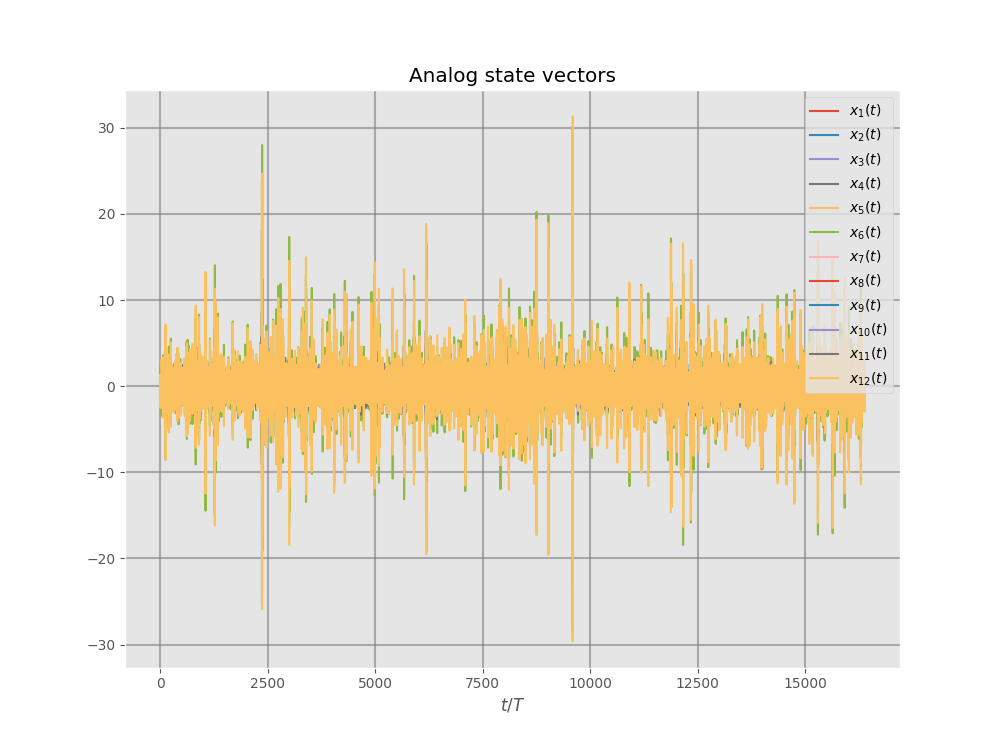 Analog state vectors
30
20
10
0
−10
−20
−30
0 2500 5000 7500 10000 12500 15000
t/T
x₁(t)
x₂(t)
x₃(t)
x₄(t)
x₅(t)
x₆(t)
x₇(t)
x₈(t)
x₉(t)
x₁₀(t)
x₁₁(t)
x₁₂(t)